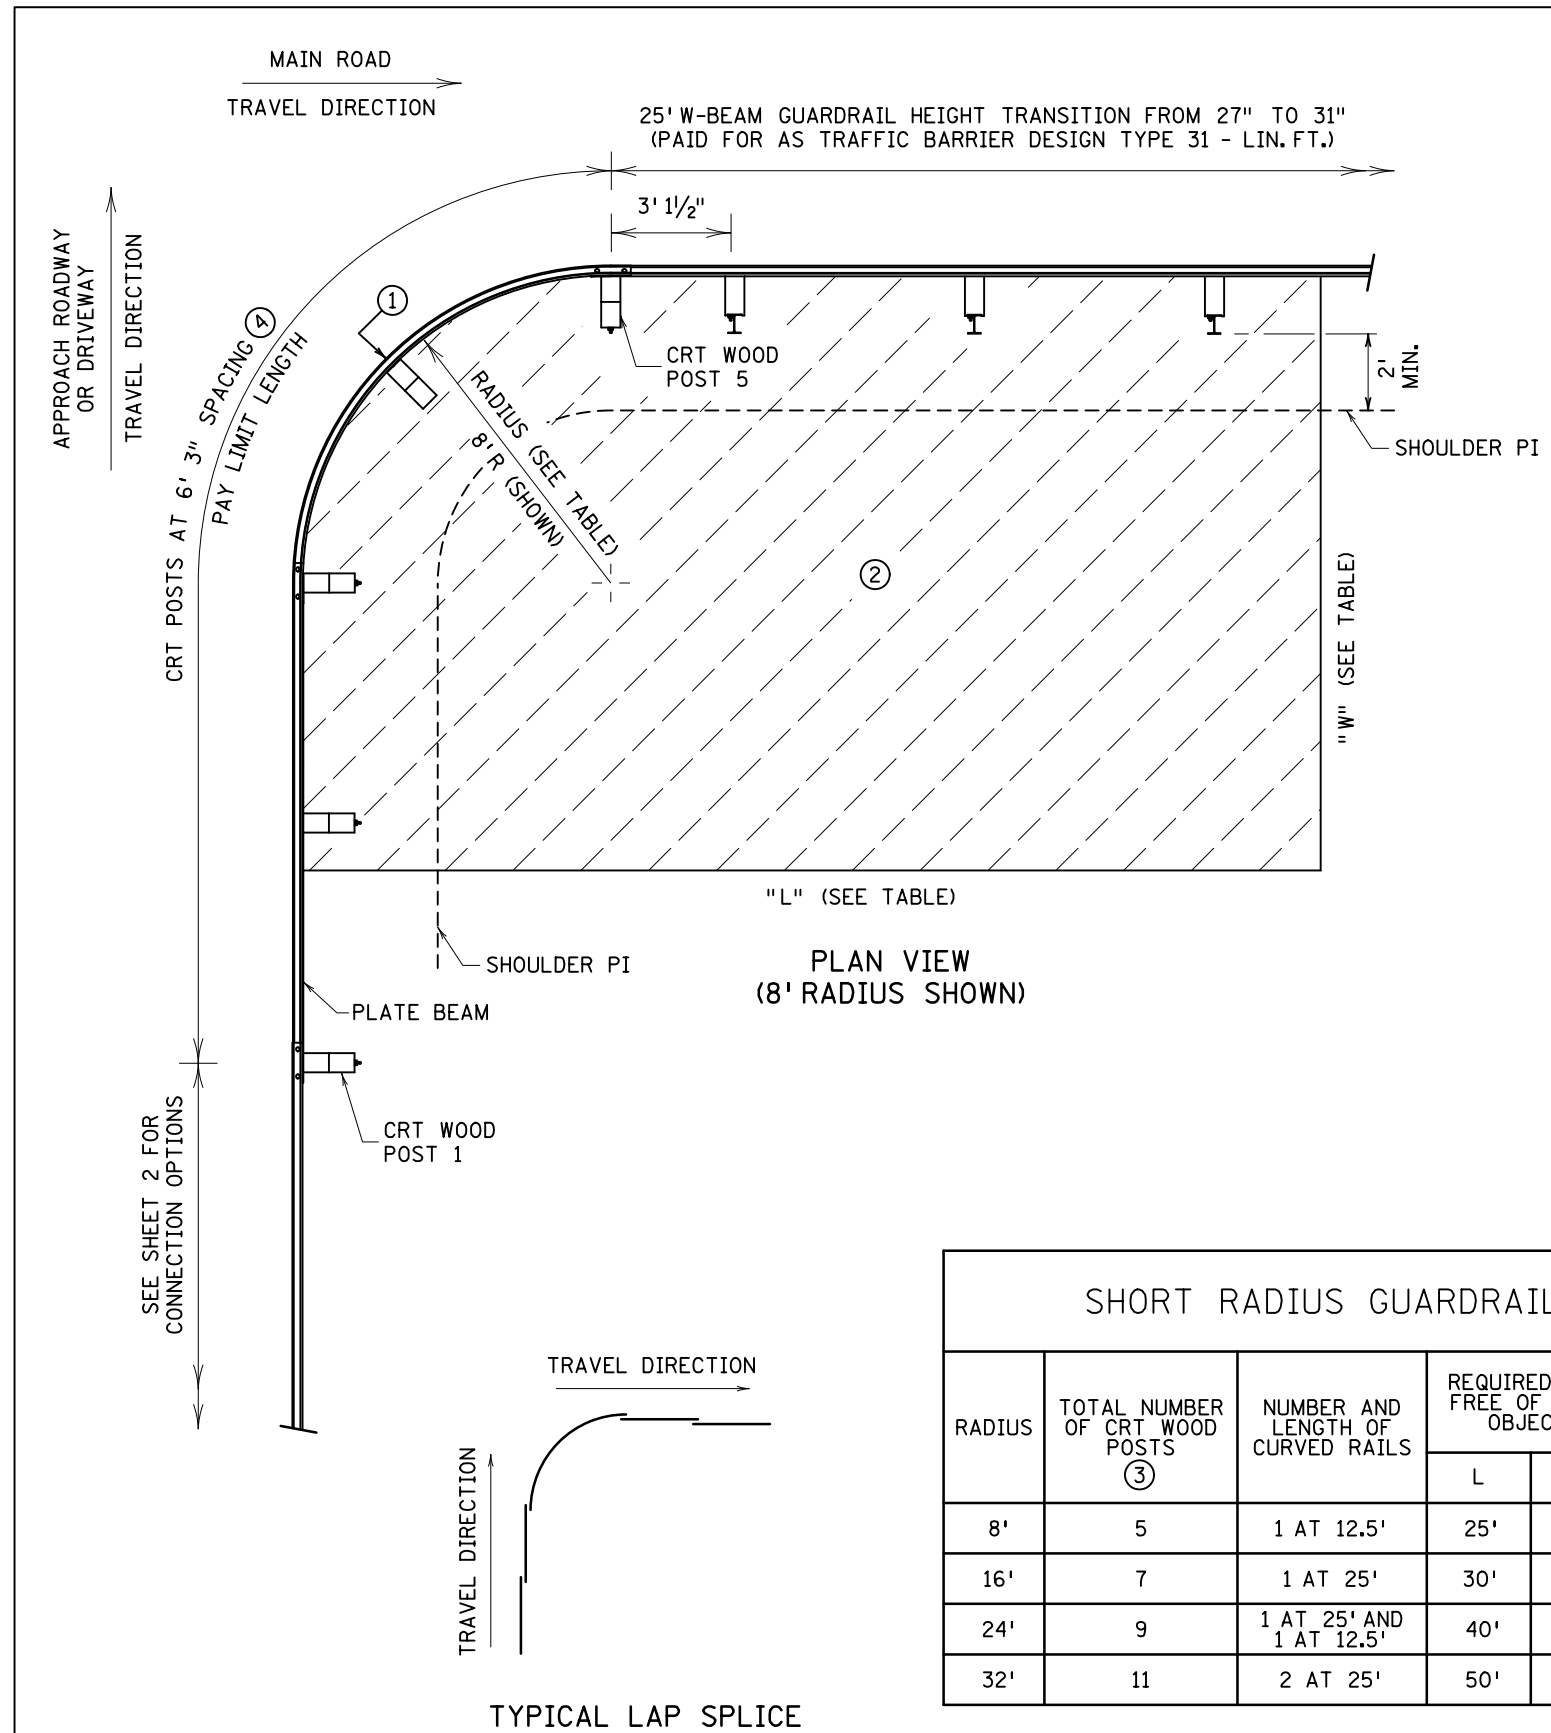 MAIN ROAD
TRAVEL DIRECTION
25' W-BEAM GUARDRAIL HEIGHT TRANSITION FROM 27" TO 31"
(PAID FOR AS TRAFFIC BARRIER DESIGN TYPE 31 - LIN. FT.)
3' 1½"
APPROACH ROADWAY
OR DRIVEWAY
TRAVEL DIRECTION
CRT POSTS AT 6' 3" SPACING ④
PAY LIMIT LENGTH
①
CRT WOOD
POST 5
RADIUS (SEE TABLE)
8' R (SHOWN)
2'
MIN.
SHOULDER PI
②
"W" (SEE TABLE)
"L" (SEE TABLE)
SHOULDER PI
PLAN VIEW
(8' RADIUS SHOWN)
PLATE BEAM
CRT WOOD
POST 1
SEE SHEET 2 FOR
CONNECTION OPTIONS
TRAVEL DIRECTION
TRAVEL DIRECTION
TYPICAL LAP SPLICE
SHORT RADIUS GUARDRAIL
RADIUS
TOTAL NUMBER
OF CRT WOOD
POSTS
③
NUMBER AND
LENGTH OF
CURVED RAILS
REQUIRED
FREE OF
OBJEC
L
8' 5 1 AT 12.5' 25'
16' 7 1 AT 25' 30'
24' 9 1 AT 25' AND
1 AT 12.5' 40'
32' 11 2 AT 25' 50'